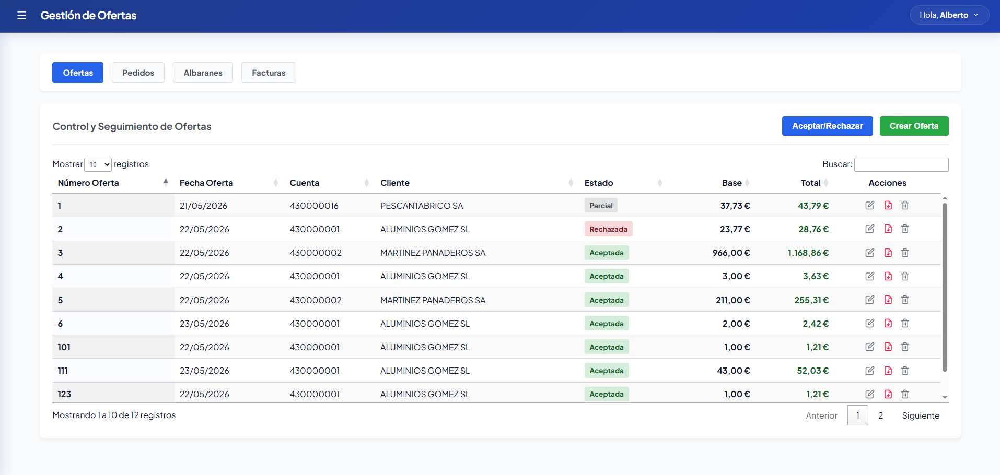 Gestión de Ofertas
Hola, Alberto
Ofertas Pedidos Albaranes Facturas
Control y Seguimiento de Ofertas
Aceptar/Rechazar Crear Oferta
Mostrar 10 registros Buscar:
Número Oferta Fecha Oferta Cuenta Cliente Estado Base Total Acciones
1 21/05/2026 430000016 PESCANTABRICO SA Parcial 37,73 € 43,79 €
2 22/05/2026 430000001 ALUMINIOS GOMEZ SL Rechazada 23,77 € 28,76 €
3 22/05/2026 430000002 MARTINEZ PANADEROS SA Aceptada 966,00 € 1.168,86 €
4 22/05/2026 430000001 ALUMINIOS GOMEZ SL Aceptada 3,00 € 3,63 €
5 22/05/2026 430000002 MARTINEZ PANADEROS SA Aceptada 211,00 € 255,31 €
6 23/05/2026 430000001 ALUMINIOS GOMEZ SL Aceptada 2,00 € 2,42 €
101 22/05/2026 430000001 ALUMINIOS GOMEZ SL Aceptada 1,00 € 1,21 €
111 23/05/2026 430000001 ALUMINIOS GOMEZ SL Aceptada 43,00 € 52,03 €
123 22/05/2026 430000001 ALUMINIOS GOMEZ SL Aceptada 1,00 € 1,21 €
Mostrando 1 a 10 de 12 registros Anterior 1 2 Siguiente